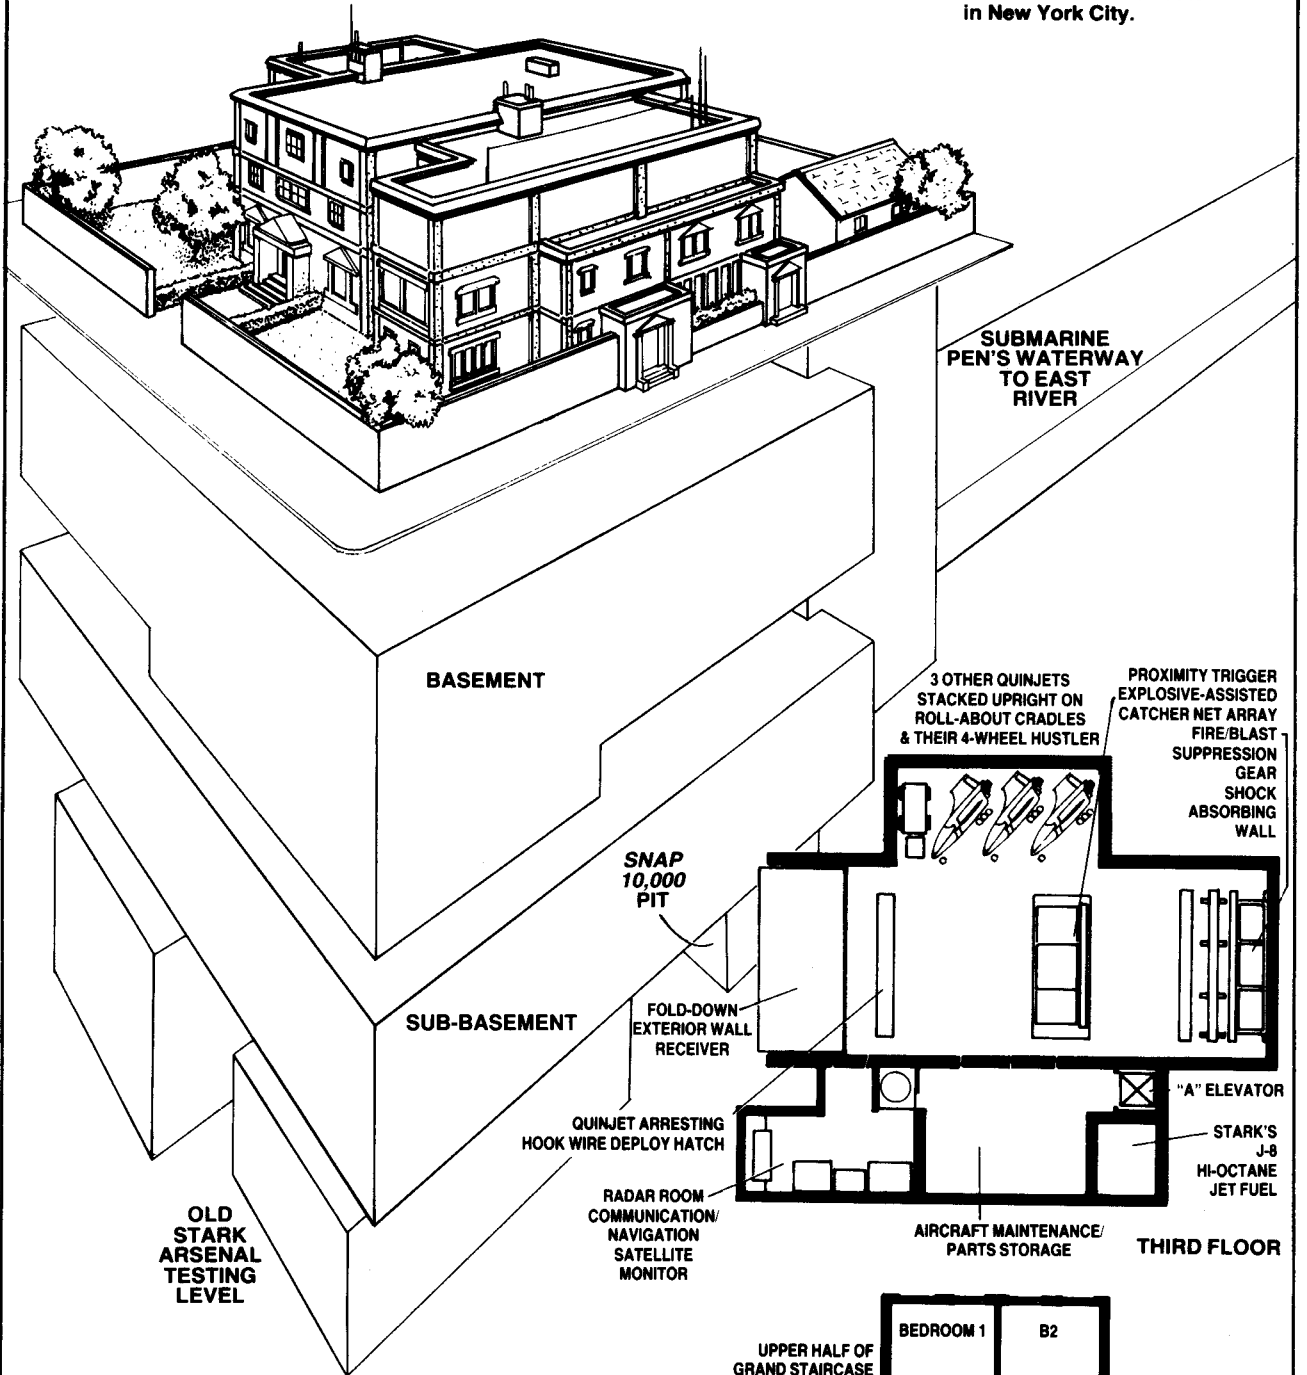 in New York City.
SUBMARINE
PEN'S WATERWAY
TO EAST
RIVER
BASEMENT
3 OTHER QUINJETS
STACKED UPRIGHT ON
ROLL-ABOUT CRADLES
& THEIR 4-WHEEL HUSTLER
PROXIMITY TRIGGER
EXPLOSIVE-ASSISTED
CATCHER NET ARRAY
FIRE/BLAST
SUPPRESSION
GEAR
SHOCK
ABSORBING
WALL
SNAP
10,000
PIT
SUB-BASEMENT
FOLD-DOWN
EXTERIOR WALL
RECEIVER
QUINJET ARRESTING
HOOK WIRE DEPLOY HATCH
"A" ELEVATOR
STARK'S
J-8
HI-OCTANE
JET FUEL
RADAR ROOM
COMMUNICATION/
NAVIGATION
SATELLITE
MONITOR
AIRCRAFT MAINTENANCE/
PARTS STORAGE
THIRD FLOOR
OLD
STARK
ARSENAL
TESTING
LEVEL
BEDROOM 1
B2
UPPER HALF OF
GRAND STAIRCASE